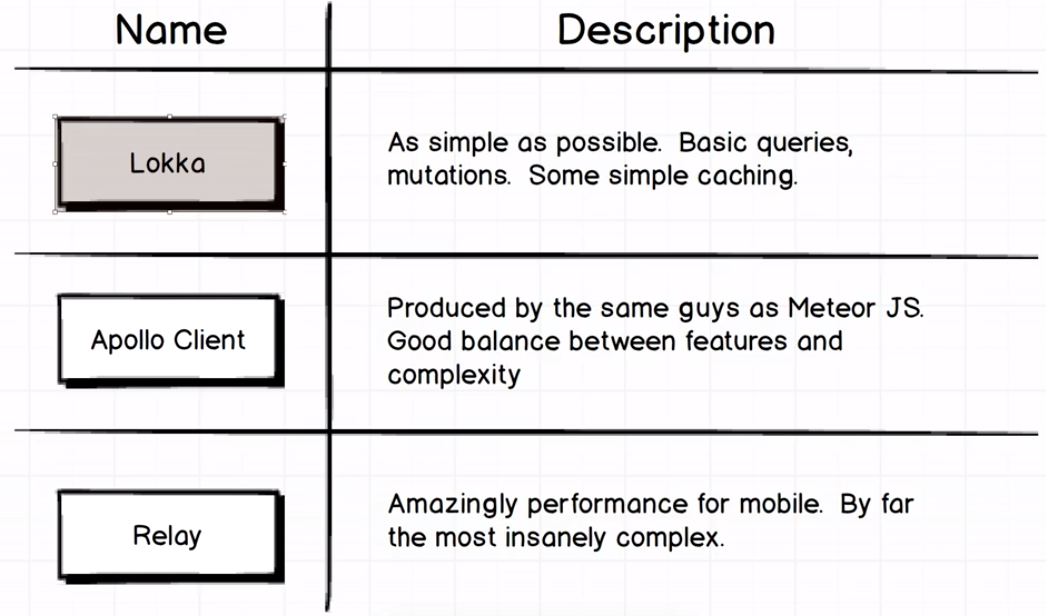 Name
Description
Lokka
As simple as possible. Basic queries,
mutations. Some simple caching.
Apollo Client
Produced by the same guys as Meteor JS.
Good balance between features and
complexity
Relay
Amazingly performance for mobile. By far
the most insanely complex.